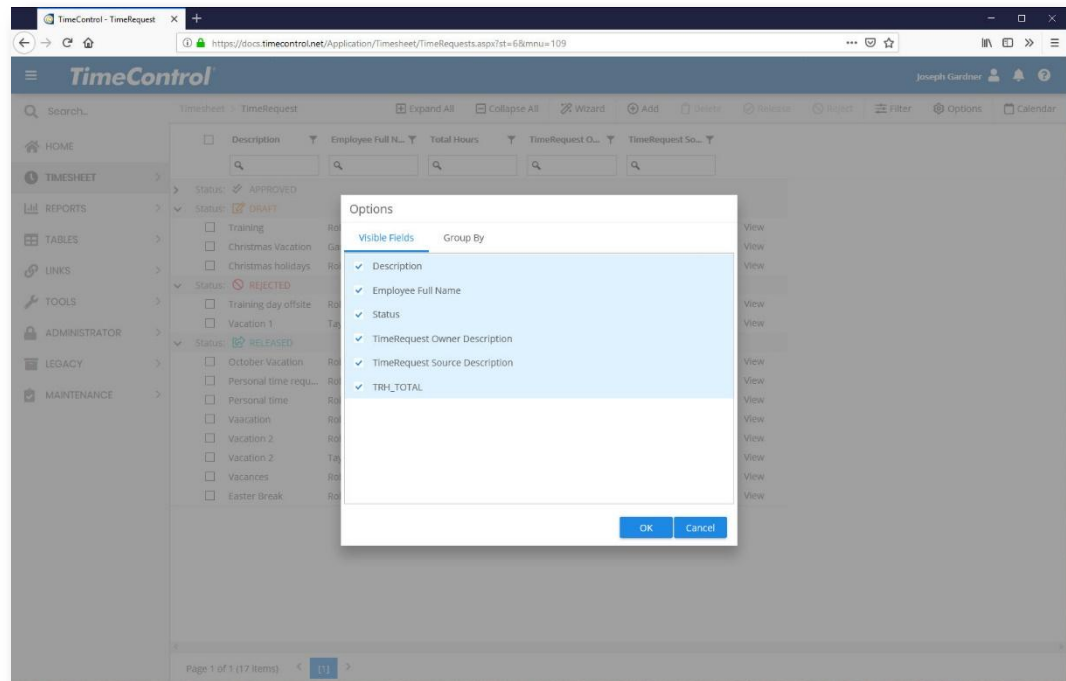 TimeControl - TimeRequest
https://docs.timecontrol.net/Application/Timesheet/TimeRequests.aspx?st=6&mnu=109
TimeControl
Joseph Gardner
Search...
Timesheet > TimeRequest
Expand All
Collapse All
Wizard
Add
Delete
Release
Reject
Filter
Options
Calendar
HOME
TIMESHEET
REPORTS
TABLES
LINKS
TOOLS
ADMINISTRATOR
LEGACY
MAINTENANCE
Description
Employee Full N...
Total Hours
TimeRequest O...
TimeRequest So...
Status: APPROVED
Status: DRAFT
Training View
Christmas Vacation View
Christmas holidays View
Status: REJECTED
Training day offsite View
Vacation 1 View
Status: RELEASED
October Vacation View
Personal time requ... View
Personal time View
Vaacation View
Vacation 2 View
Vacation 2 View
Vacances View
Easter Break View
Options
Visible Fields
Group By
Description
Employee Full Name
Status
TimeRequest Owner Description
TimeRequest Source Description
TRH_TOTAL
OK
Cancel
Page 1 of 1 (17 items)
[1]